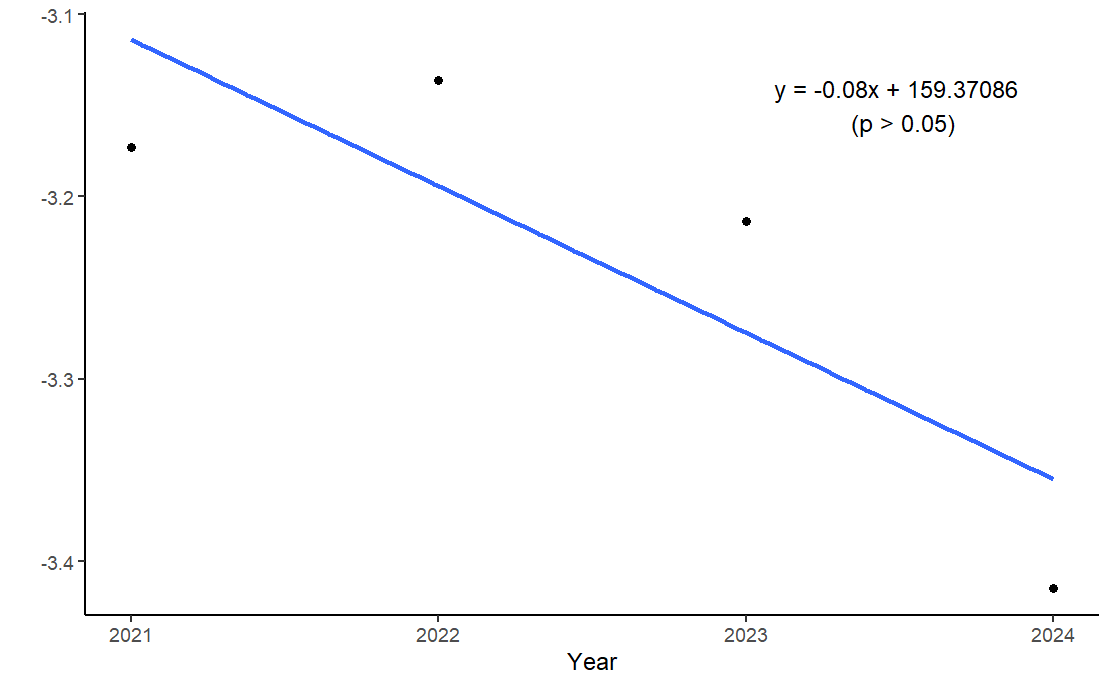 -3.1
y = -0.08x + 159.37086
(p > 0.05)
-3.2
-3.3
-3.4
2021 2022 2023 2024
Year